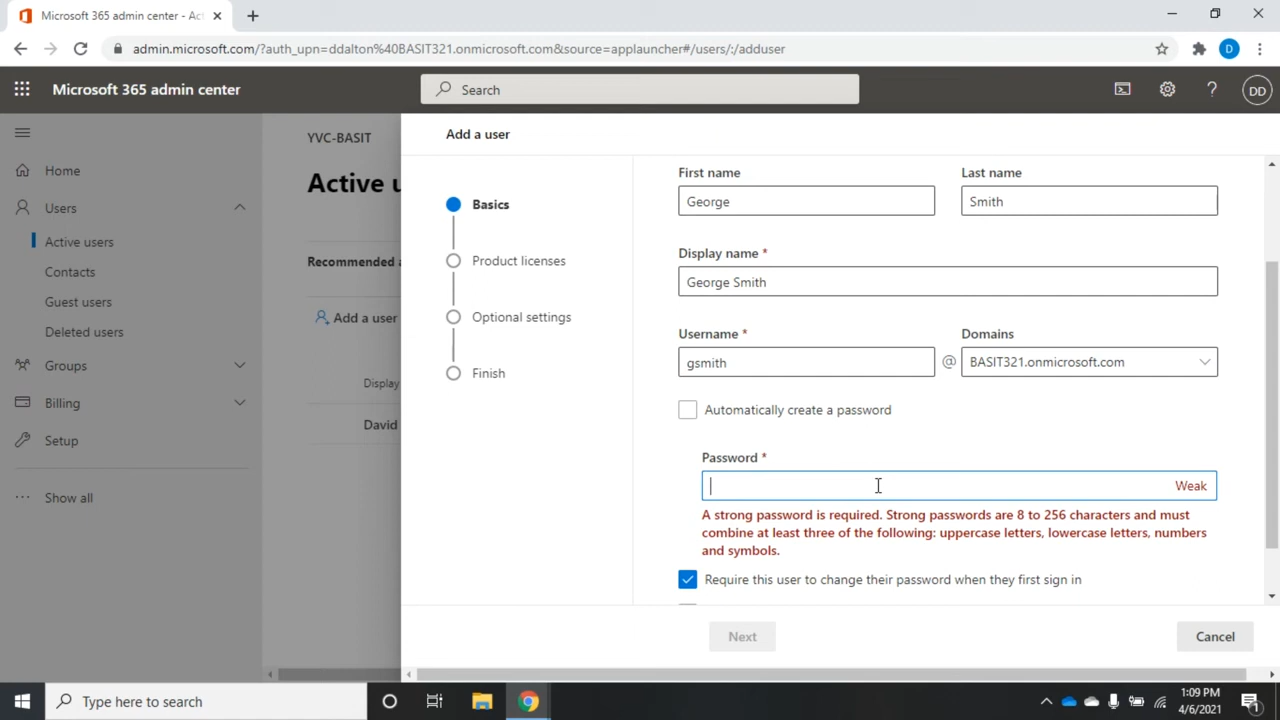 Microsoft 365 admin center - Act
admin.microsoft.com/?auth_upn=ddalton%40BASIT321.onmicrosoft.com&source=applauncher#/users/:/adduser
D
Microsoft 365 admin center
Search
?
DD
YVC-BASIT
Add a user
Home
Active u
Users
Active users
Contacts
Guest users
Deleted users
Groups
Billing
Setup
Show all
Recommended a
Add a user
Display
David
Basics
Product licenses
Optional settings
Finish
First name
Last name
George
Smith
Display name *
George Smith
Username *
Domains
gsmith
@
BASIT321.onmicrosoft.com
Automatically create a password
Password *
Weak
A strong password is required. Strong passwords are 8 to 256 characters and must
combine at least three of the following: uppercase letters, lowercase letters, numbers
and symbols.
Require this user to change their password when they first sign in
Next
Cancel
Type here to search
1:09 PM
4/6/2021
1